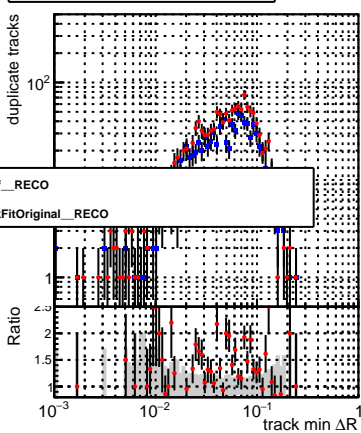 duplicate tracks
10²
__RECO
FitOriginal__RECO
1
Ratio
2.5
2
1.5
1
10⁻³ 10⁻² 10⁻¹ 1
track min ΔR